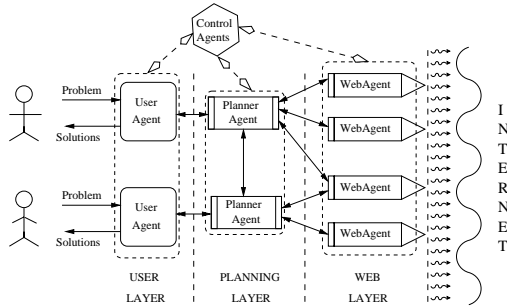 Control
Agents
Problem
Solutions
User
Agent
Planner
Agent
WebAgent
WebAgent
Problem
Solutions
User
Agent
Planner
Agent
WebAgent
WebAgent
I
N
T
E
R
N
E
T
USER
LAYER
PLANNING
LAYER
WEB
LAYER